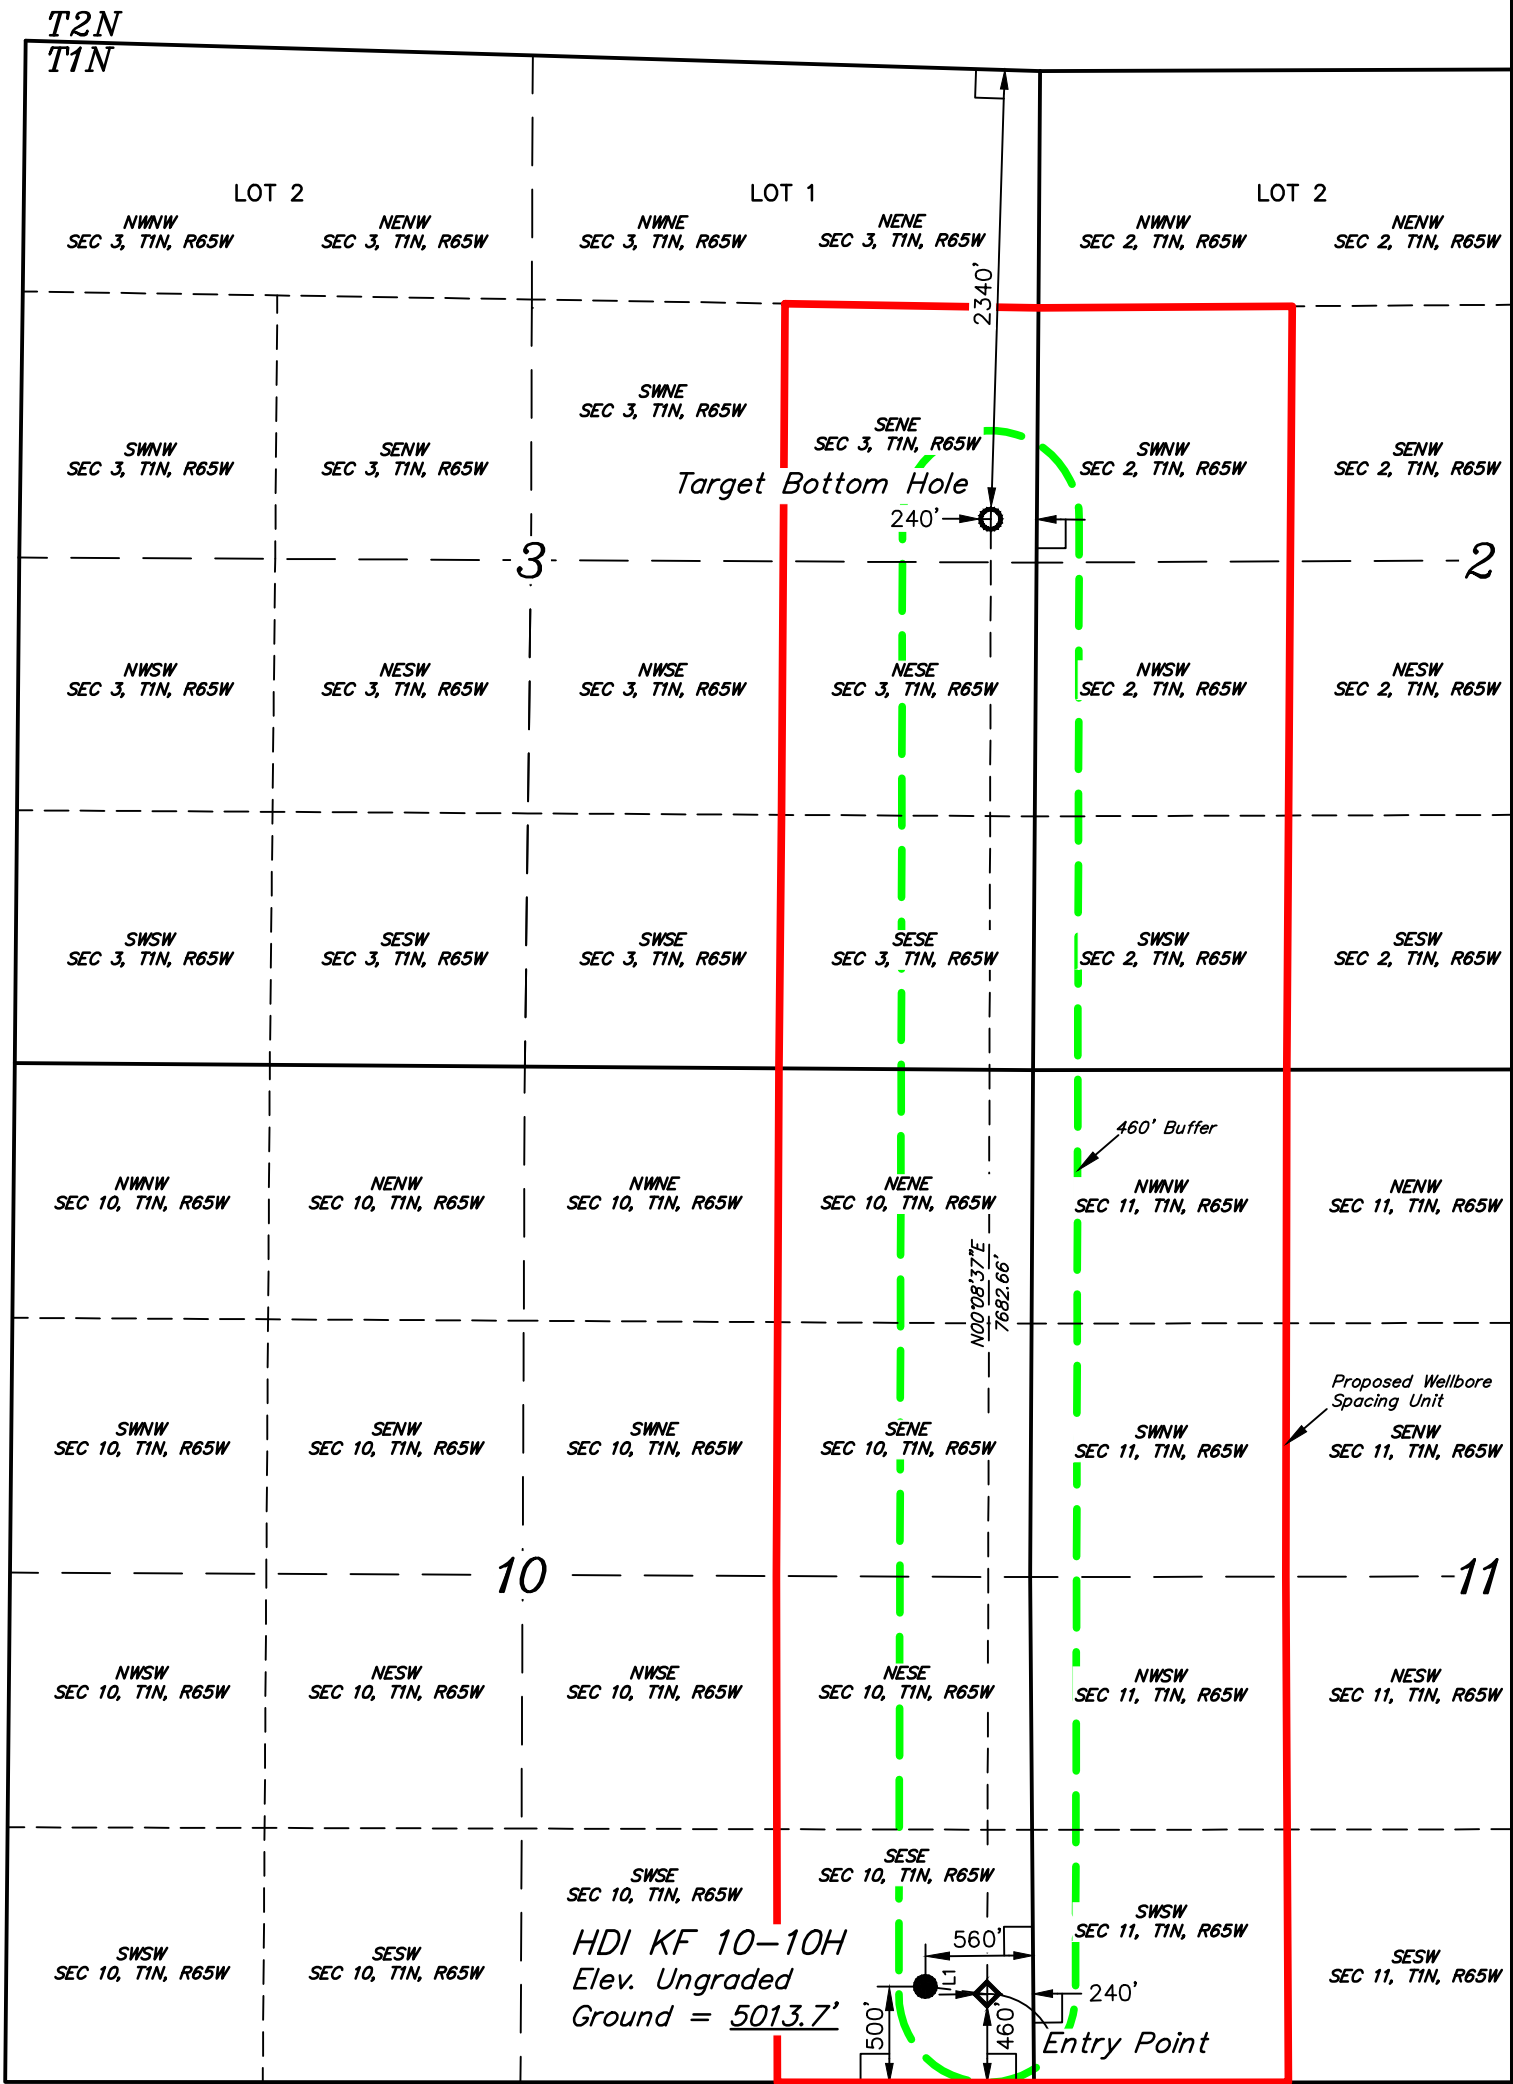 T2N
T1N
LOT 2
LOT 1
LOT 2
NWNW
SEC 3, T1N, R65W
NENW
SEC 3, T1N, R65W
NWNE
SEC 3, T1N, R65W
NENE
SEC 3, T1N, R65W
NWNW
SEC 2, T1N, R65W
NENW
SEC 2, T1N, R65W
2340'
SWNW
SEC 3, T1N, R65W
SENW
SEC 3, T1N, R65W
SWNE
SEC 3, T1N, R65W
SENE
SEC 3, T1N, R65W
SWNW
SEC 2, T1N, R65W
SENW
SEC 2, T1N, R65W
Target Bottom Hole
240'
3
2
NWSW
SEC 3, T1N, R65W
NESW
SEC 3, T1N, R65W
NWSE
SEC 3, T1N, R65W
NESE
SEC 3, T1N, R65W
NWSW
SEC 2, T1N, R65W
NESW
SEC 2, T1N, R65W
SWSW
SEC 3, T1N, R65W
SESW
SEC 3, T1N, R65W
SWSE
SEC 3, T1N, R65W
SESE
SEC 3, T1N, R65W
SWSW
SEC 2, T1N, R65W
SESW
SEC 2, T1N, R65W
460' Buffer
NWNW
SEC 10, T1N, R65W
NENW
SEC 10, T1N, R65W
NWNE
SEC 10, T1N, R65W
NENE
SEC 10, T1N, R65W
NWNW
SEC 11, T1N, R65W
NENW
SEC 11, T1N, R65W
N00°08'37"E
7682.66'
Proposed Wellbore
Spacing Unit
SWNW
SEC 10, T1N, R65W
SENW
SEC 10, T1N, R65W
SWNE
SEC 10, T1N, R65W
SENE
SEC 10, T1N, R65W
SWNW
SEC 11, T1N, R65W
SENW
SEC 11, T1N, R65W
10
11
NWSW
SEC 10, T1N, R65W
NESW
SEC 10, T1N, R65W
NWSE
SEC 10, T1N, R65W
NESE
SEC 10, T1N, R65W
NWSW
SEC 11, T1N, R65W
NESW
SEC 11, T1N, R65W
SWSW
SEC 10, T1N, R65W
SESW
SEC 10, T1N, R65W
SWSE
SEC 10, T1N, R65W
SESE
SEC 10, T1N, R65W
SWSW
SEC 11, T1N, R65W
SESW
SEC 11, T1N, R65W
HDI KF 10-10H
Elev. Ungraded
Ground = 5013.7'
560'
L1
240'
500'
460'
Entry Point